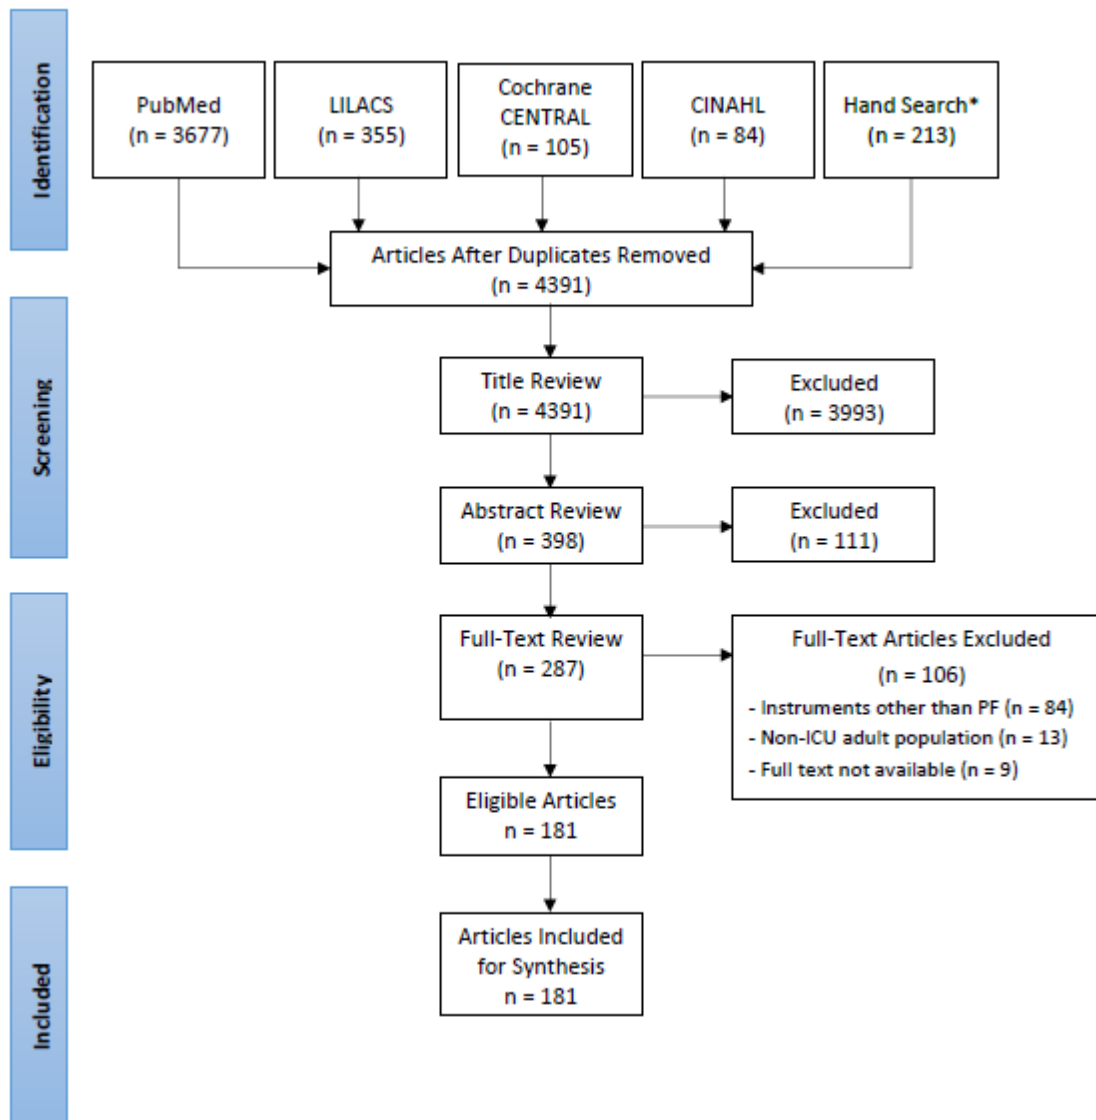 Identification
PubMed
(n = 3677)
LILACS
(n = 355)
Cochrane
CENTRAL
(n = 105)
CINAHL
(n = 84)
Hand Search*
(n = 213)
Articles After Duplicates Removed
(n = 4391)
Screening
Title Review
(n = 4391)
Excluded
(n = 3993)
Abstract Review
(n = 398)
Excluded
(n = 111)
Eligibility
Full-Text Review
(n = 287)
Full-Text Articles Excluded
(n = 106)
- Instruments other than PF (n = 84)
- Non-ICU adult population (n = 13)
- Full text not available (n = 9)
Eligible Articles
n = 181
Included
Articles Included
for Synthesis
n = 181